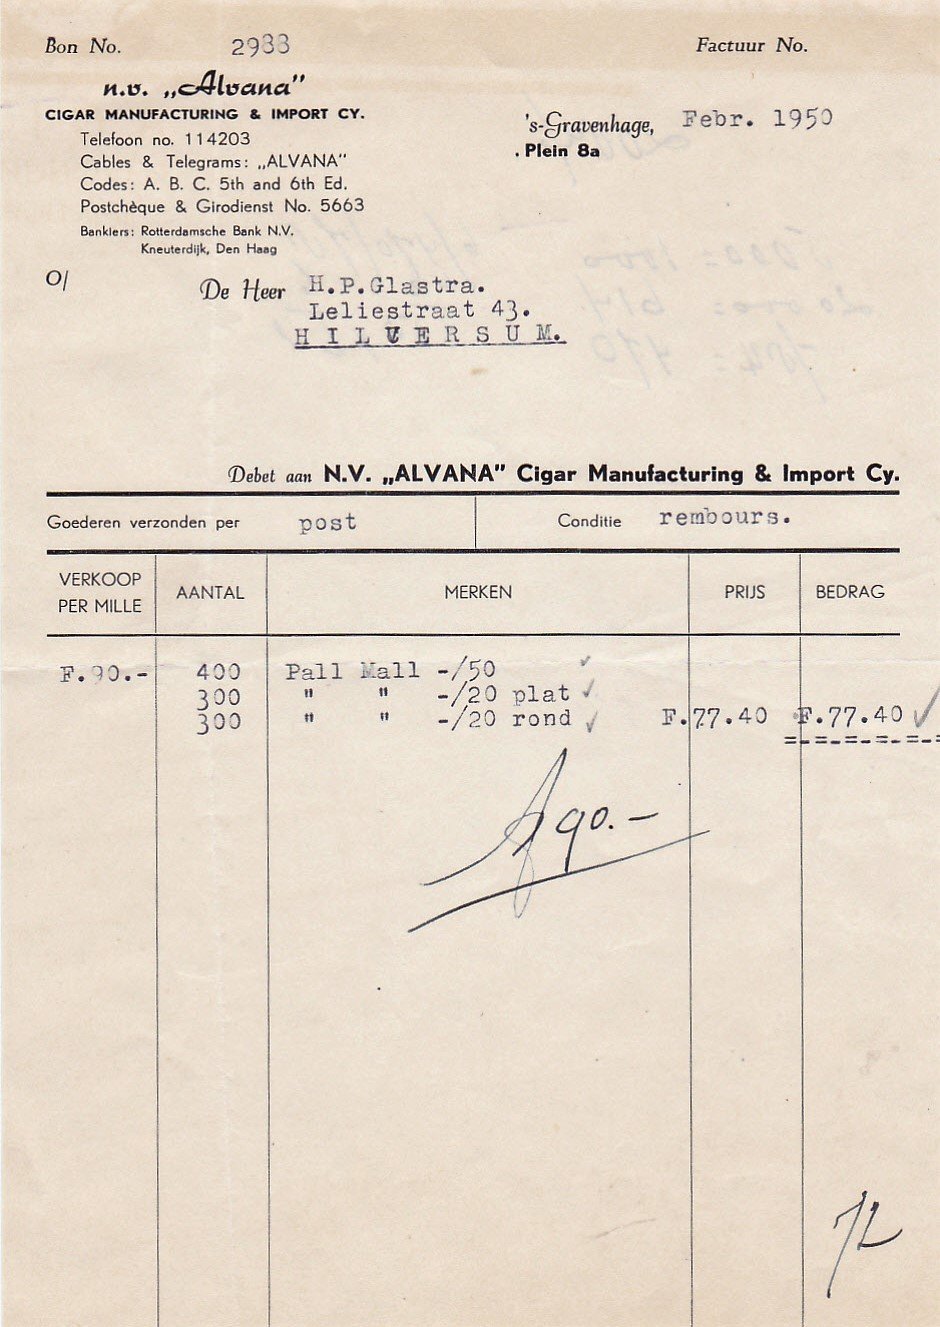 Bon No. 2933 Factuur No.
n.v. „Alvana”
CIGAR MANUFACTURING & IMPORT CY.
Telefoon no. 114203
Cables & Telegrams: „ALVANA”
Codes: A. B. C. 5th and 6th Ed.
Postchèque & Girodienst No. 5663
Bankiers: Rotterdamsche Bank N.V.
Kneuterdijk, Den Haag
's-Gravenhage, Febr. 1950
. Plein 8a
O/
De Heer H.P.Glastra.
Leliestraat 43.
HILVERSUM.
Debet aan N.V. „ALVANA” Cigar Manufacturing & Import Cy.
Goederen verzonden per post Conditie rembours.
VERKOOP PER MILLE AANTAL MERKEN PRIJS BEDRAG
F.90.- 400 Pall Mall -/50
300 " " -/20 plat
300 " " -/20 rond F.77.40 F.77.40
90.-